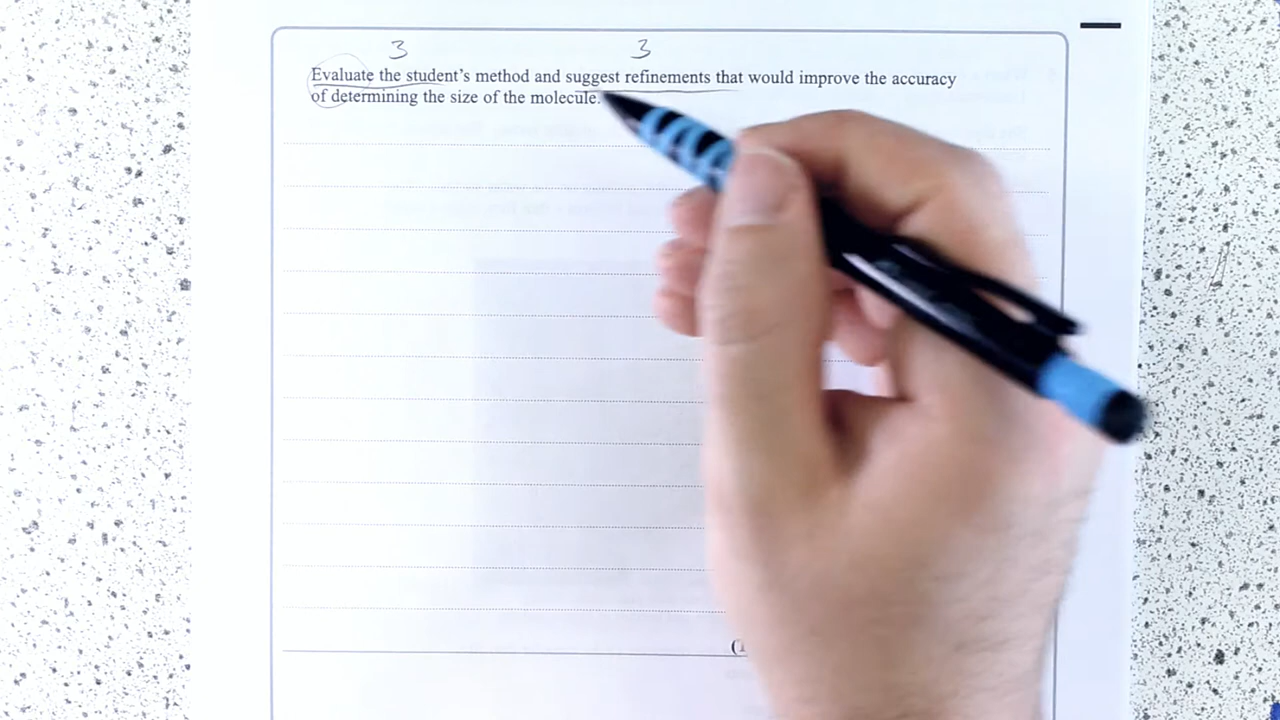 3 3
Evaluate the student's method and suggest refinements that would improve the accuracy
of determining the size of the molecule.